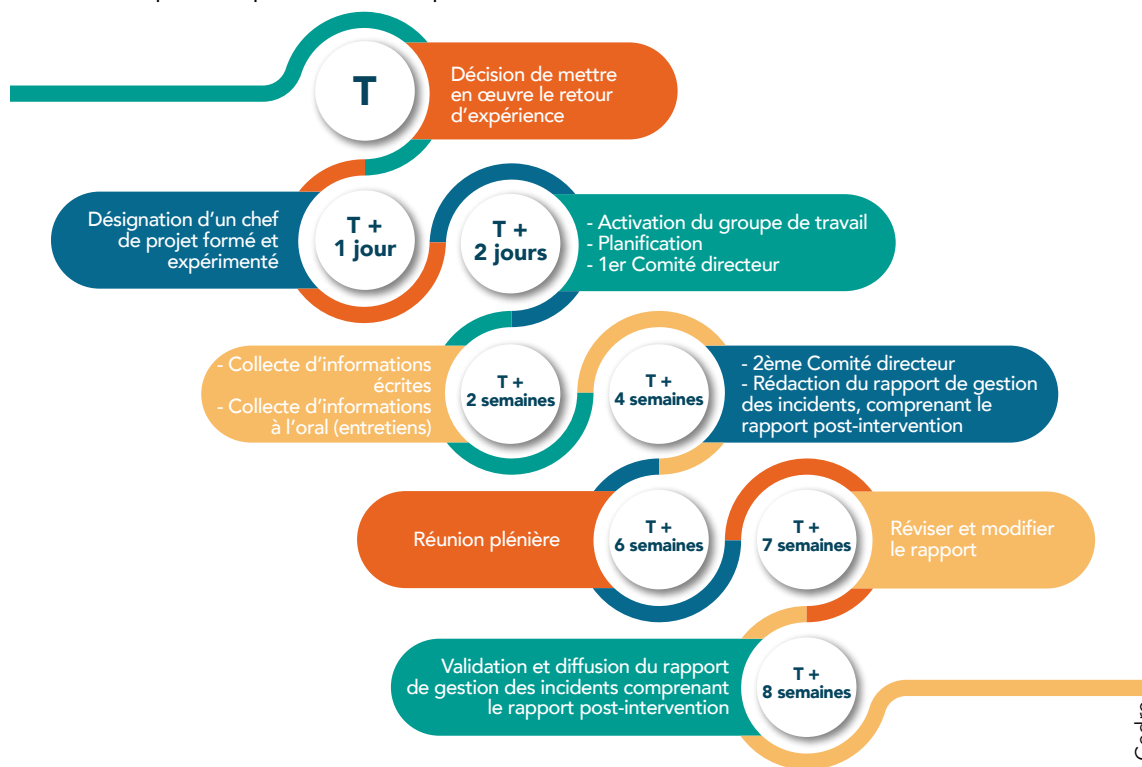 T
Décision de mettre
en œuvre le retour
d'expérience
Désignation d'un chef
de projet formé et
expérimenté
T +
1 jour
T +
2 jours
- Activation du groupe de travail
- Planification
- 1er Comité directeur
- Collecte d'informations
écrites
- Collecte d'informations
à l'oral (entretiens)
T +
2 semaines
T +
4 semaines
- 2ème Comité directeur
- Rédaction du rapport de gestion
des incidents, comprenant le
rapport post-intervention
Réunion plénière
T +
6 semaines
T +
7 semaines
Réviser et modifier
le rapport
Validation et diffusion du rapport
de gestion des incidents comprenant
le rapport post-intervention
T +
8 semaines